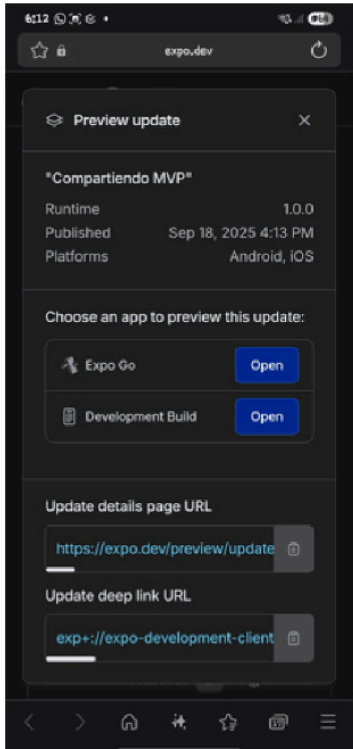 6:12
expo.dev
Preview update
"Compartiendo MVP"
Runtime 1.0.0
Published Sep 18, 2025 4:13 PM
Platforms Android, iOS
Choose an app to preview this update:
Expo Go Open
Development Build Open
Update details page URL
https://expo.dev/preview/update
Update deep link URL
exp+://expo-development-client